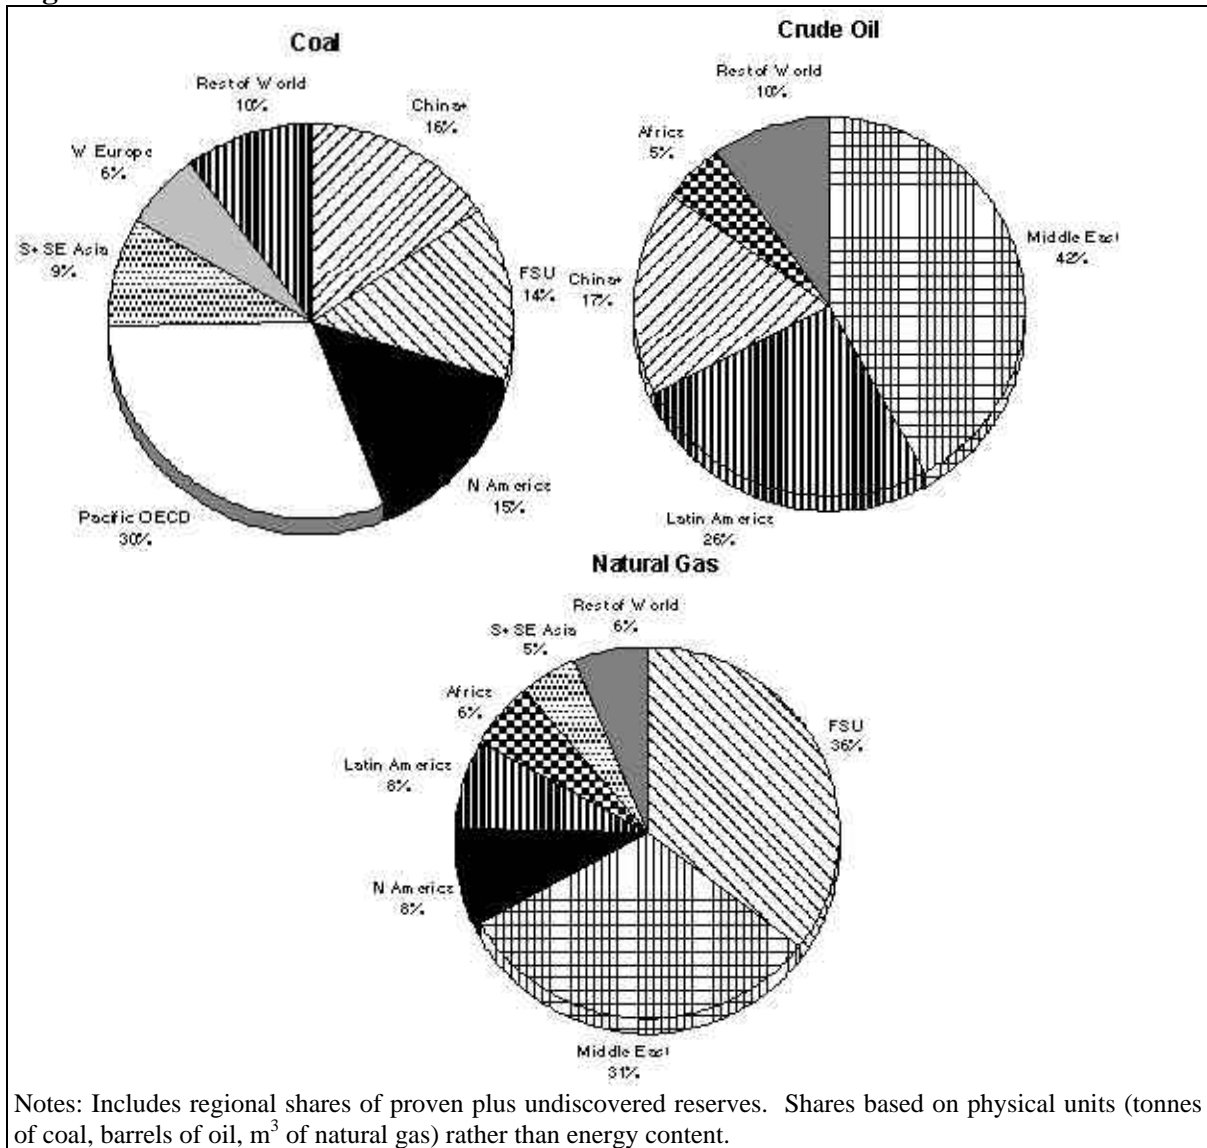 Coal
Rest of World
10%
China+
16%
W Europe
6%
S+SE Asia
9%
FSU
14%
N America
15%
Pacific OECD
30%
Crude Oil
Rest of World
10%
Africa
5%
Middle East
42%
China+
17%
Latin America
26%
Natural Gas
Rest of World
6%
S+SE Asia
5%
Africa
6%
FSU
36%
Latin America
8%
N America
8%
Middle East
31%
Notes: Includes regional shares of proven plus undiscovered reserves. Shares based on physical units (tonnes
of coal, barrels of oil, m³ of natural gas) rather than energy content.